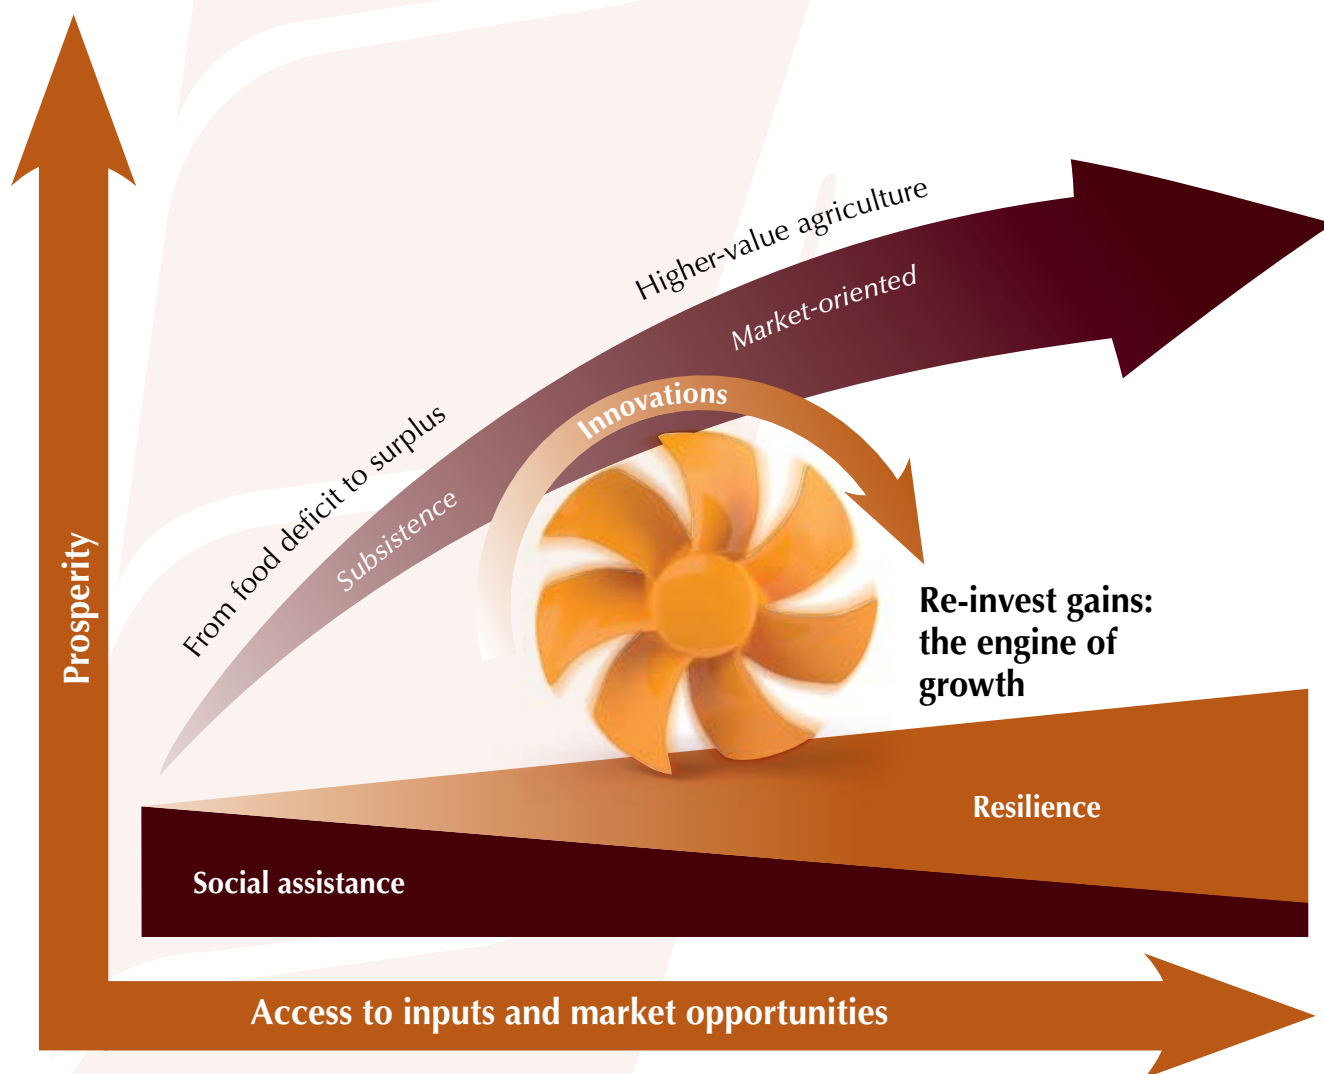 Higher-value agriculture
Market-oriented
Innovations
From food deficit to surplus
Subsistence
Prosperity
Re-invest gains:
the engine of
growth
Resilience
Social assistance
Access to inputs and market opportunities